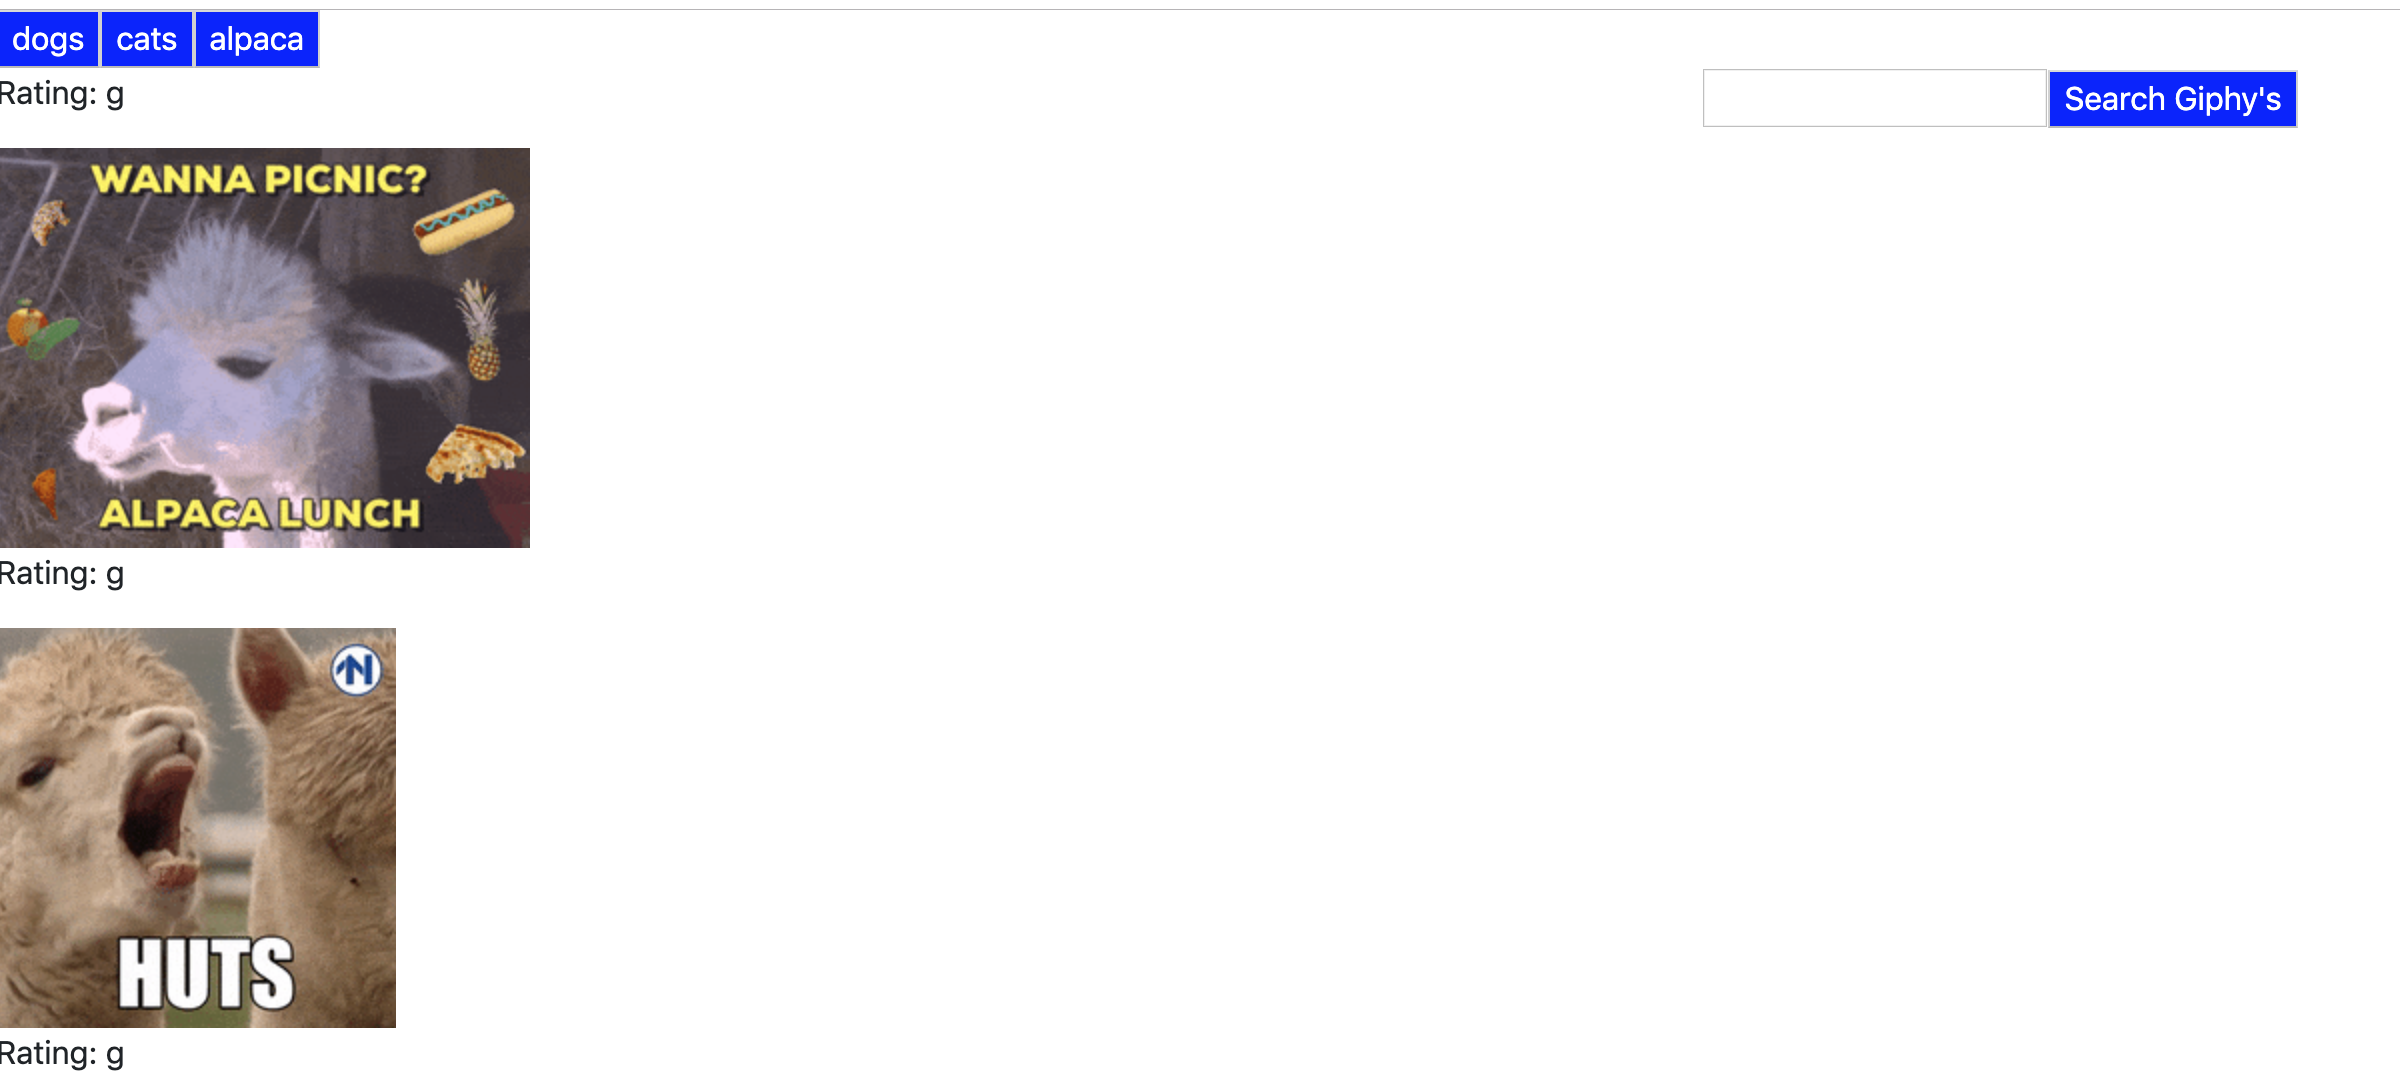 dogs cats alpaca
Rating: g
Search Giphy's
WANNA PICNIC?
ALPACA LUNCH
Rating: g
N
HUTS
Rating: g